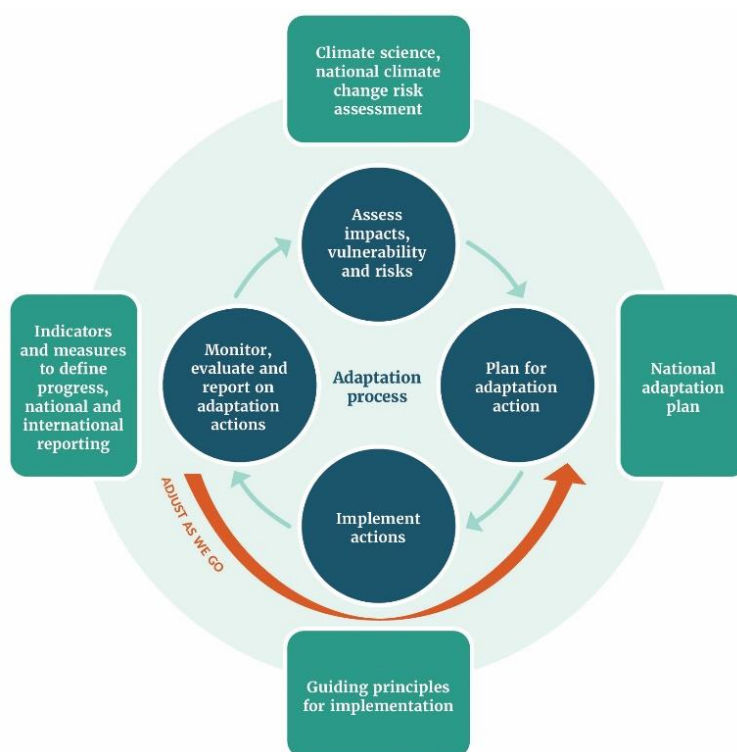 Climate science,
national climate
change risk
assessment
Assess
impacts,
vulnerability
and risks
Indicators
and measures
to define
progress,
national and
international
reporting
Monitor,
evaluate and
report on
adaptation
actions
Adaptation
process
Plan for
adaptation
action
National
adaptation
plan
Implement
actions
ADJUST AS WE GO
Guiding principles
for implementation